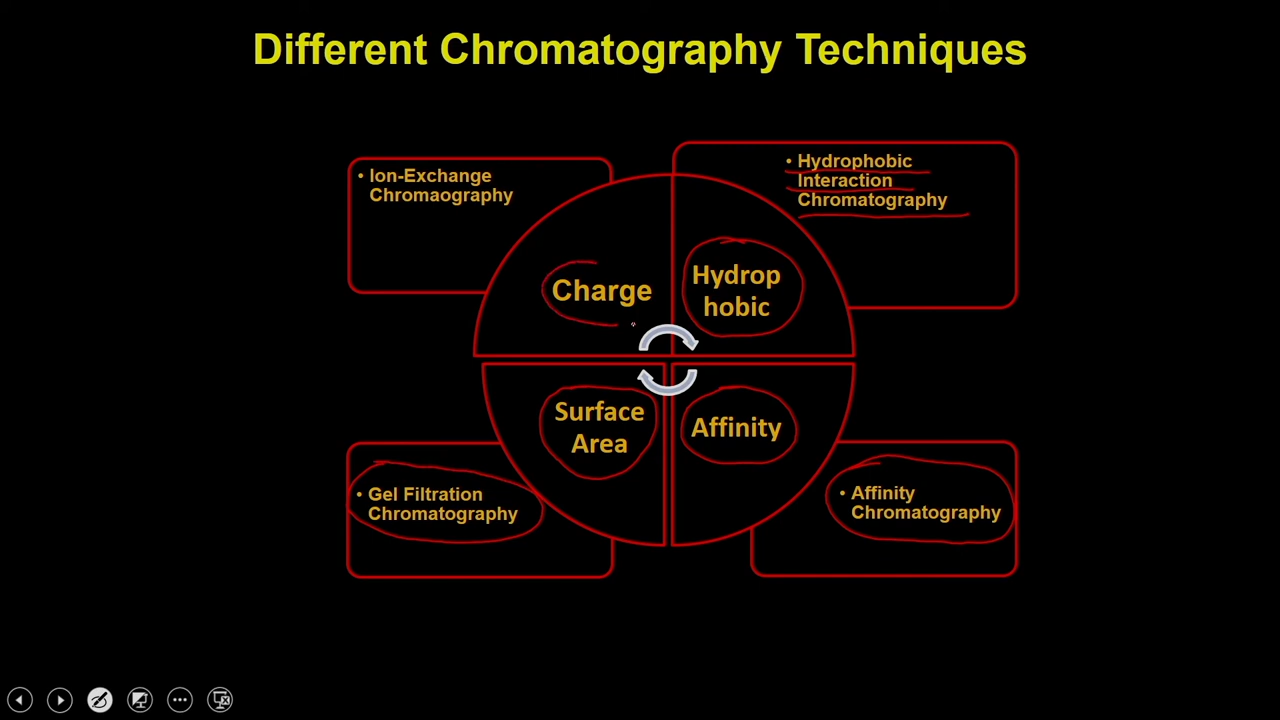 Different Chromatography Techniques
• Ion-Exchange
Chromaography
• Hydrophobic
Interaction
Chromatography
Charge
Hydrop
hobic
Surface
Area
Affinity
• Gel Filtration
Chromatography
• Affinity
Chromatography